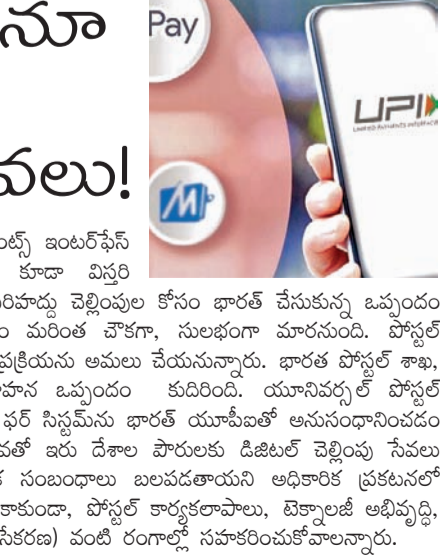 నూ
వలు!
Pay
UPI
UNIFIED PAYMENTS INTERFACE
ంట్స్ ఇంటర్‌ఫేస్
కూడా విస్తరి
రిహద్దు చెల్లింపుల కోసం భారత్ చేసుకున్న ఒప్పందం
ం మరింత చౌకగా, సులభంగా మారనుంది. పోస్టల్
ప్రక్రియను అమలు చేయనున్నారు. భారత పోస్టల్ శాఖ,
ాహన ఒప్పందం కుదిరింది. యూనివర్సల్ పోస్టల్
ఫర్ సిస్టమ్‌ను భారత్ యూపీఐతో అనుసంధానించడం
వతో ఇరు దేశాల పౌరులకు డిజిటల్ చెల్లింపు సేవలు
క సంబంధాలు బలపడతాయని అధికారిక ప్రకటనలో
కాకుండా, పోస్టల్ కార్యకలాపాలు, టెక్నాలజీ అభివృద్ధి,
సేకరణ) వంటి రంగాల్లో సహకరించుకోవాలన్నారు.